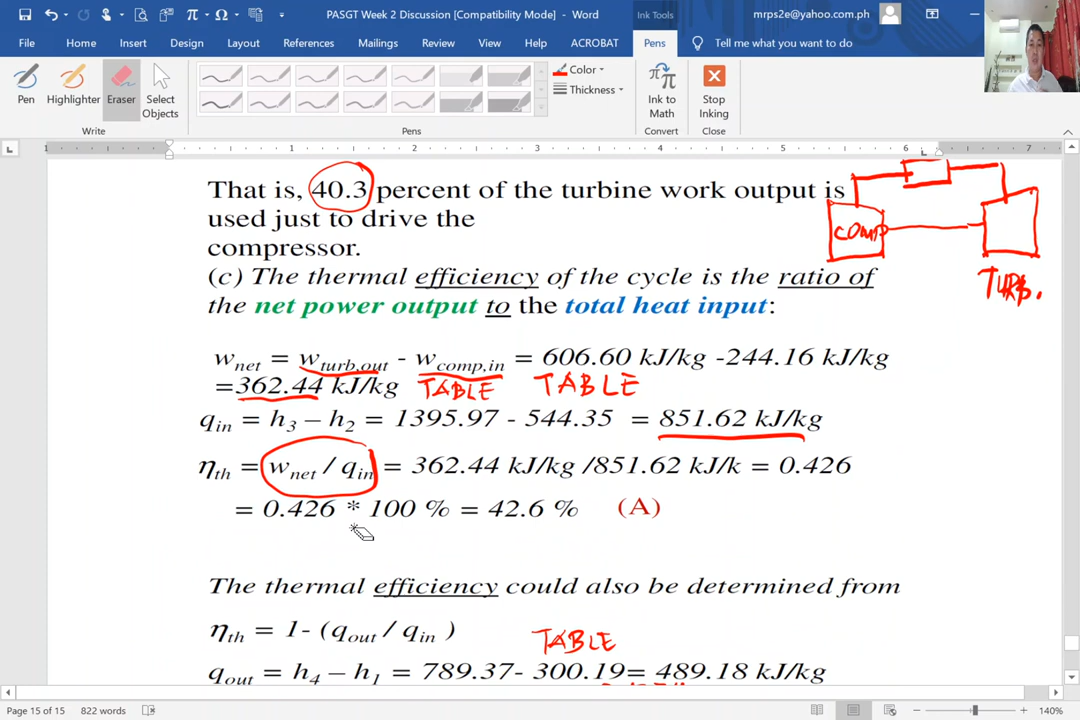 PASGT Week 2 Discussion [Compatibility Mode] - Word
Ink Tools
mrps2e@yahoo.com.ph
File Home Insert Design Layout References Mailings Review View Help ACROBAT Pens Tell me what you want to do
Pen Highlighter Eraser Select Objects
Color
Thickness
Ink to Math
Stop Inking
Write Pens Convert Close
1 1 2 3 4 5 6 7
That is, 40.3 percent of the turbine work output is
used just to drive the
compressor.
comp
TURB.
(c) The thermal efficiency of the cycle is the ratio of
the net power output to the total heat input:
w_net = w_turb,out - w_comp,in = 606.60 kJ/kg -244.16 kJ/kg
=362.44 kJ/kg TABLE TABLE
q_in = h_3 – h_2 = 1395.97 - 544.35 = 851.62 kJ/kg
η_th = w_net / q_in = 362.44 kJ/kg /851.62 kJ/k = 0.426
= 0.426 * 100 % = 42.6 % (A)
The thermal efficiency could also be determined from
η_th = 1- (q_out / q_in )
TABLE
q_out = h_4 – h_1 = 789.37- 300.19= 489.18 kJ/kg
Page 15 of 15 822 words 140%